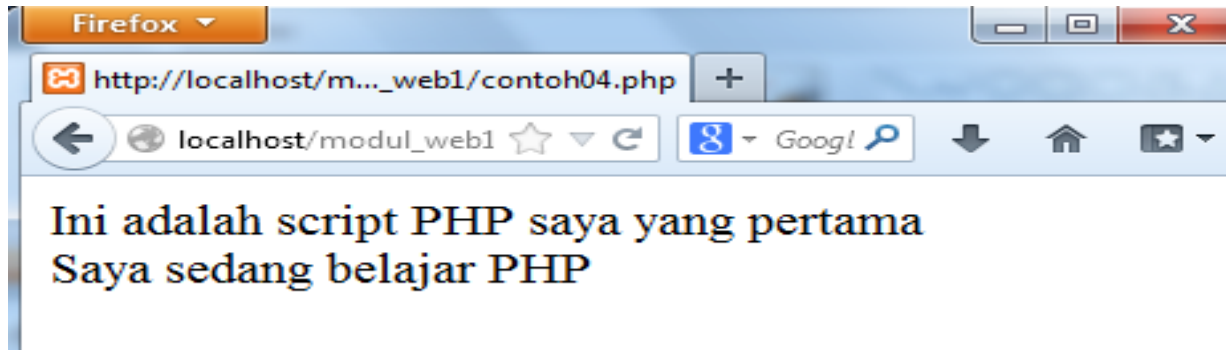 Firefox
http://localhost/m..._web1/contoh04.php
localhost/modul_web1
8 Googl
Ini adalah script PHP saya yang pertama
Saya sedang belajar PHP